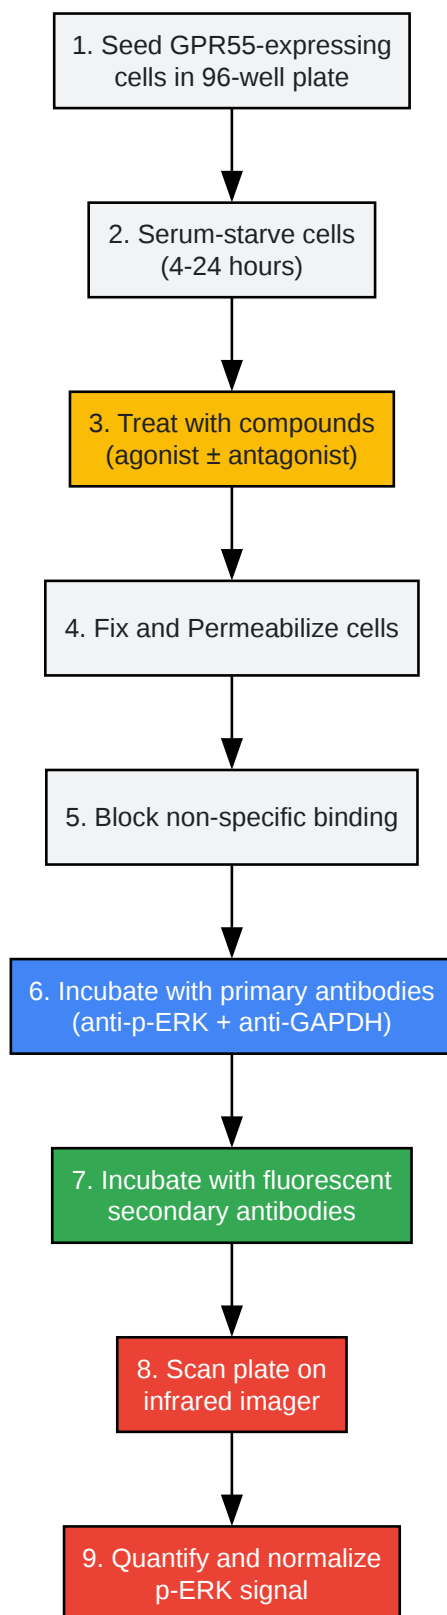 1. Seed GPR55-expressing
cells in 96-well plate
2. Serum-starve cells
(4-24 hours)
3. Treat with compounds
(agonist ± antagonist)
4. Fix and Permeabilize cells
5. Block non-specific binding
6. Incubate with primary antibodies
(anti-p-ERK + anti-GAPDH)
7. Incubate with fluorescent
secondary antibodies
8. Scan plate on
infrared imager
9. Quantify and normalize
p-ERK signal